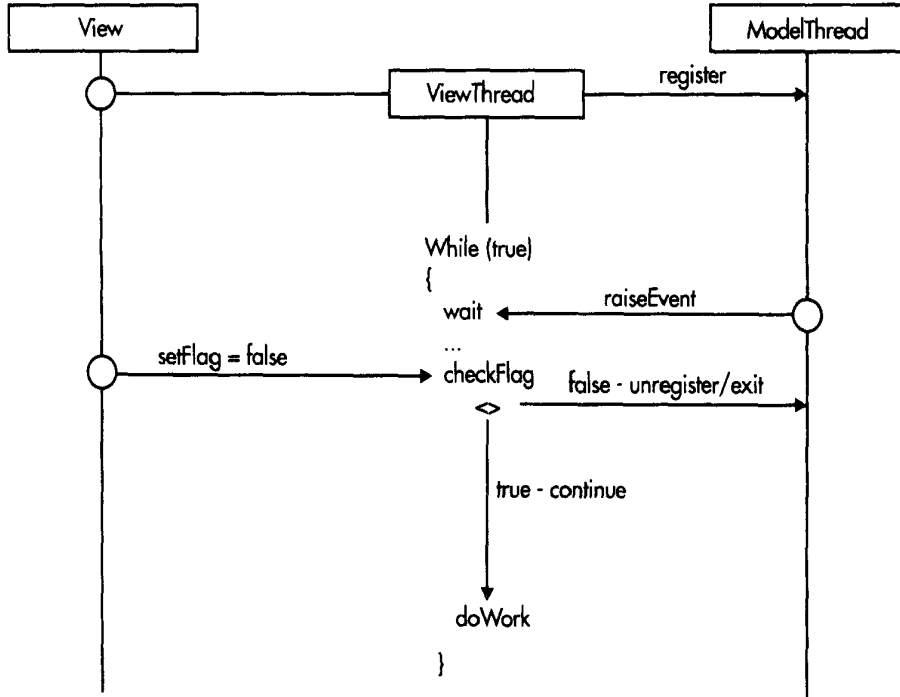 View
ModelThread
ViewThread
register
While (true)
{
wait
raiseEvent
...
setFlag = false
checkFlag
false - unregister/exit
<>
true - continue
doWork
}